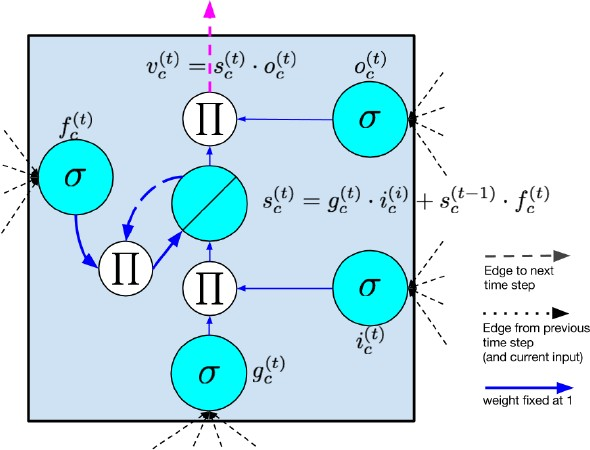 v_c^{(t)} = s_c^{(t)} · o_c^{(t)}
o_c^{(t)}
∏
σ
f_c^{(t)}
σ
s_c^{(t)} = g_c^{(t)} · i_c^{(i)} + s_c^{(t-1)} · f_c^{(t)}
∏
∏
σ
i_c^{(t)}
σ
g_c^{(t)}
Edge to next
time step
Edge from previous
time step
(and current input)
weight fixed at 1